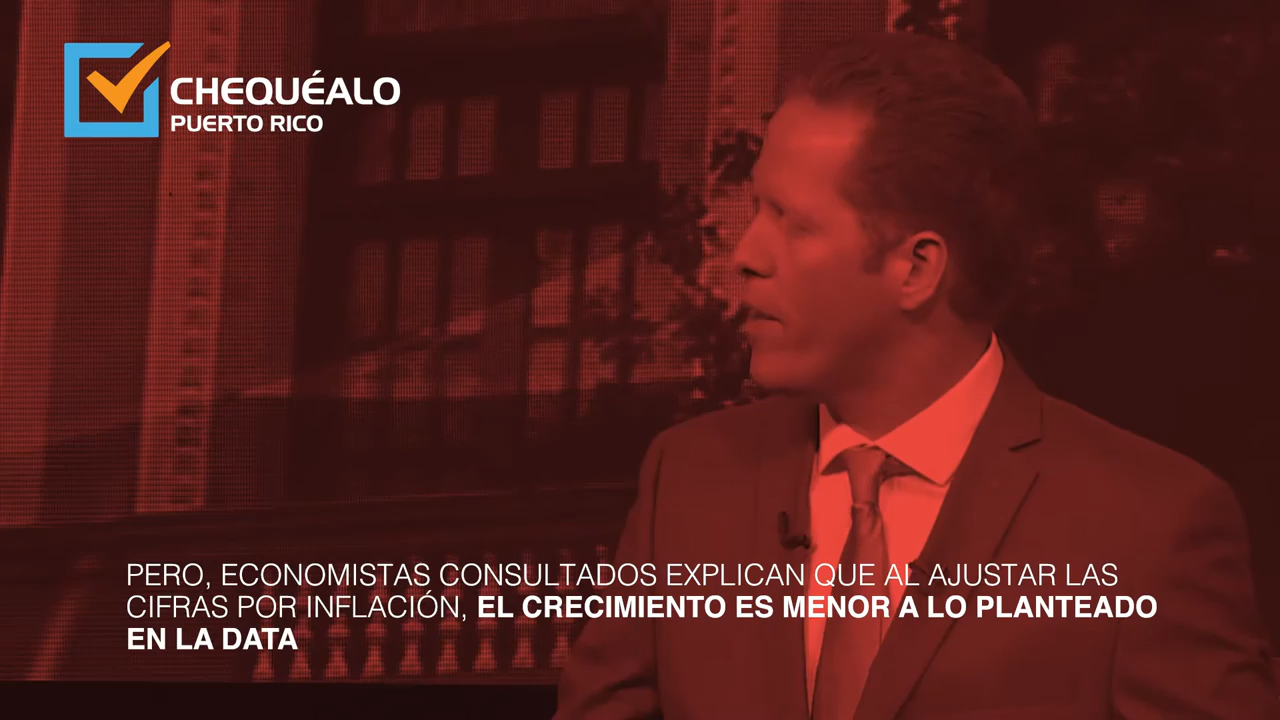 CHEQUÉALO
PUERTO RICO
PERO, ECONOMISTAS CONSULTADOS EXPLICAN QUE AL AJUSTAR LAS
CIFRAS POR INFLACIÓN, EL CRECIMIENTO ES MENOR A LO PLANTEADO
EN LA DATA